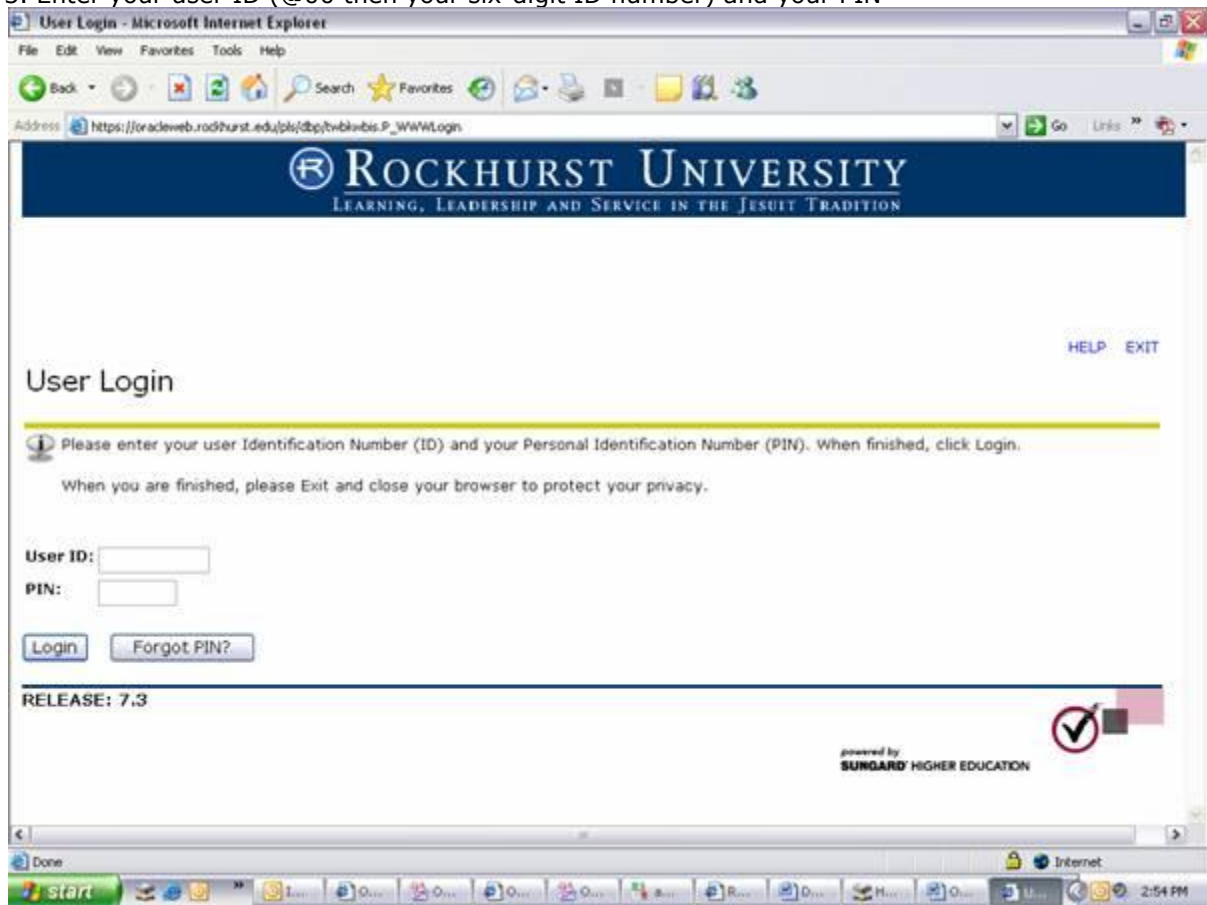 3. Enter your user ID (@00 then your six-digit ID number) and your PIN
User Login - Microsoft Internet Explorer
File Edit View Favorites Tools Help
Back Search Favorites
Address https://oracleweb.rockhurst.edu/pls/dbp/twbkwbis.P_WWWLogin Go Links »
ROCKHURST UNIVERSITY
LEARNING, LEADERSHIP AND SERVICE IN THE JESUIT TRADITION
HELP EXIT
User Login
Please enter your user Identification Number (ID) and your Personal Identification Number (PIN). When finished, click Login.
When you are finished, please Exit and close your browser to protect your privacy.
User ID:
PIN:
Login Forgot PIN?
RELEASE: 7.3
powered by
SUNGARD' HIGHER EDUCATION
Done Internet
start » I... O... O... O... O... a... R... D... H... O... U... 2:54 PM